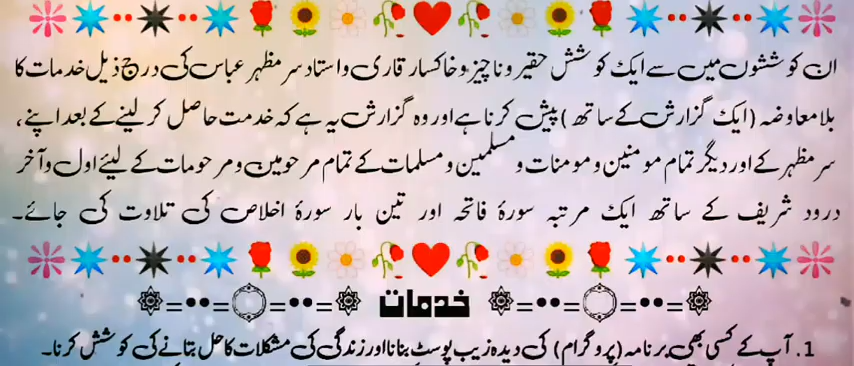 ان کوششوں میں سے ایک کوشش حقیر و ناچیز و خاکسار قاری و استاد سر مظہر عباس کی درج ذیل خدمات کا
بلا معاوضہ (ایک گزارش کے ساتھ) پیش کرنا ہے اور وہ گزارش یہ ہے کہ خدمت حاصل کر لینے کے بعد اپنے،
سر مظہر کے اور دیگر تمام مومنین و مومنات و مسلمین و مسلمات کے تمام مرحومین و مرحومات کے لیئے اول و آخر
درود شریف کے ساتھ ایک مرتبہ سورۂ فاتحہ اور تین بار سورۂ اخلاص کی تلاوت کی جائے۔
خدمات
1. آپ کے کسی بھی برنامہ (پروگرام) کی دیدہ زیب پوسٹ بنانا اور زندگی کی مشکلات کا حل بتانے کی کوشش کرنا۔